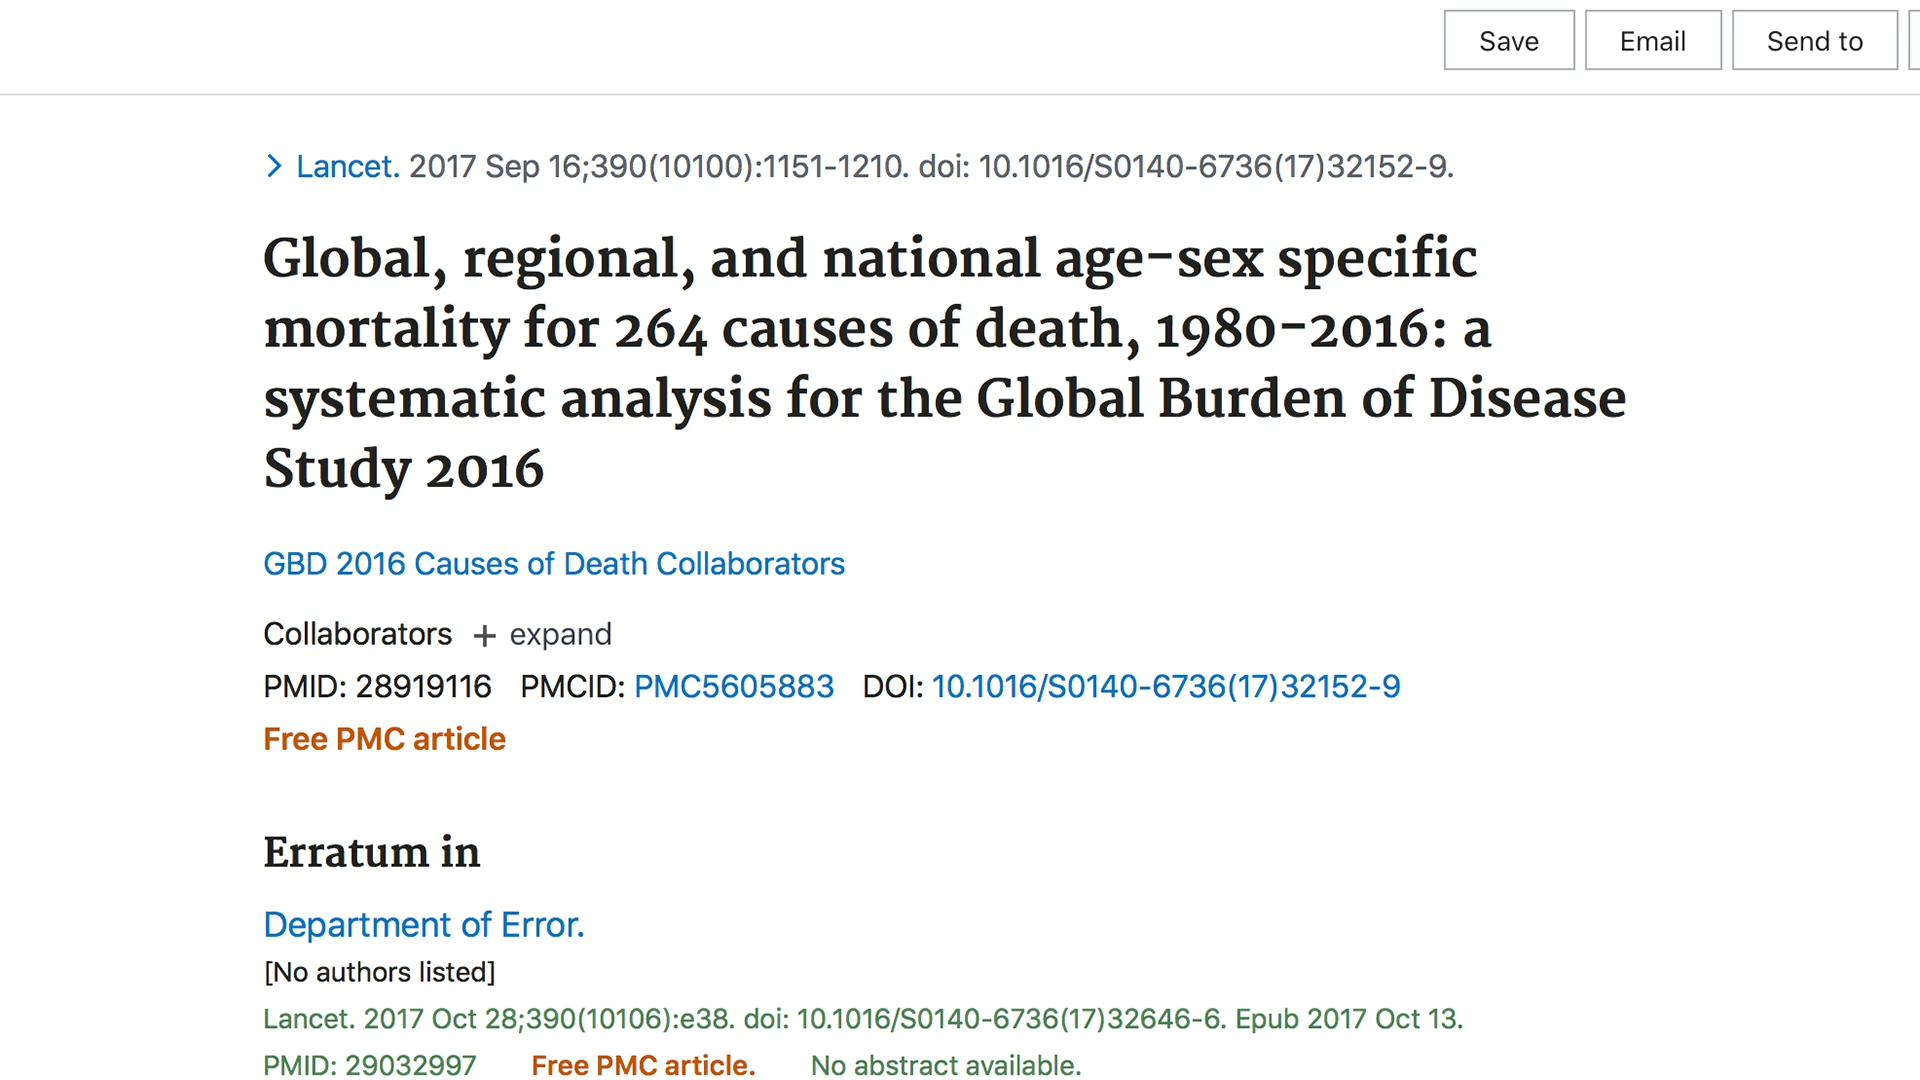 Save Email Send to
Lancet. 2017 Sep 16;390(10100):1151-1210. doi: 10.1016/S0140-6736(17)32152-9.
Global, regional, and national age-sex specific
mortality for 264 causes of death, 1980-2016: a
systematic analysis for the Global Burden of Disease
Study 2016
GBD 2016 Causes of Death Collaborators
Collaborators + expand
PMID: 28919116 PMCID: PMC5605883 DOI: 10.1016/S0140-6736(17)32152-9
Free PMC article
Erratum in
Department of Error.
[No authors listed]
Lancet. 2017 Oct 28;390(10106):e38. doi: 10.1016/S0140-6736(17)32646-6. Epub 2017 Oct 13.
PMID: 29032997 Free PMC article. No abstract available.